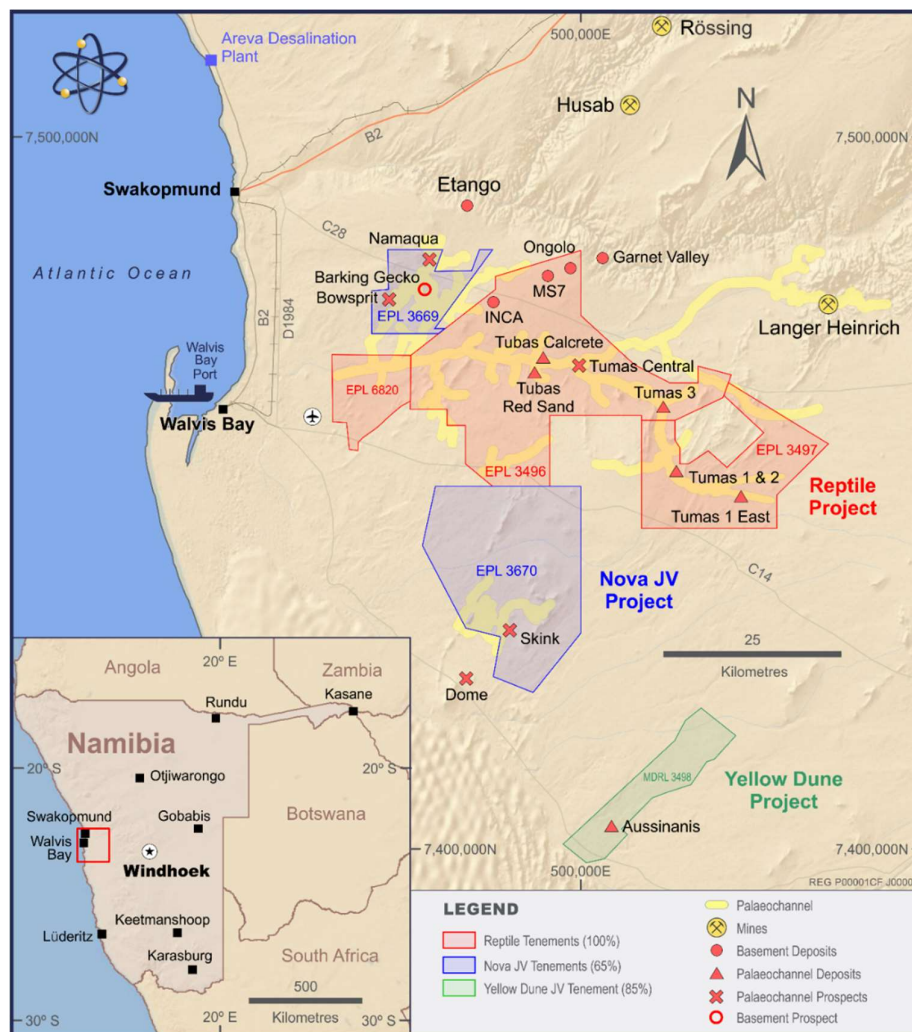 Areva Desalination
Plant
500,000E
Rössing
Husab
N
7,500,000N
7,500,000N
B2
Swakopmund
Etango
C28
Namaqua
Ongolo
Garnet Valley
Atlantic Ocean
Barking Gecko
MS7
Bowsprit
EPL 3669
INCA
Langer Heinrich
B2
D1984
Tubas Calcrete
Walvis
Bay
Port
Tumas Central
EPL 6820
Tubas
Red Sand
Tumas 3
Walvis Bay
EPL 3497
EPL 3496
Tumas 1 & 2
Reptile
Project
Tumas 1 East
EPL 3670
Nova JV
Project
C14
Skink
25
Kilometres
Dome
MDRL 3498
Yellow Dune
Project
Aussinanis
7,400,000N
7,400,000N
500,000E
REG P00001CF J0000
Angola
20° E
Zambia
Rundu
Kasane
Namibia
20° S
20° S
Otjiwarongo
Swakopmund
Gobabis
Botswana
Walvis
Bay
Windhoek
Keetmanshoop
Lüderitz
Karasburg
South Africa
500
Kilometres
30° S
20° E
30° S
LEGEND
Reptile Tenements (100%)
Nova JV Tenements (65%)
Yellow Dune JV Tenement (85%)
Palaeochannel
Mines
Basement Deposits
Palaeochannel Deposits
Palaeochannel Prospects
Basement Prospect